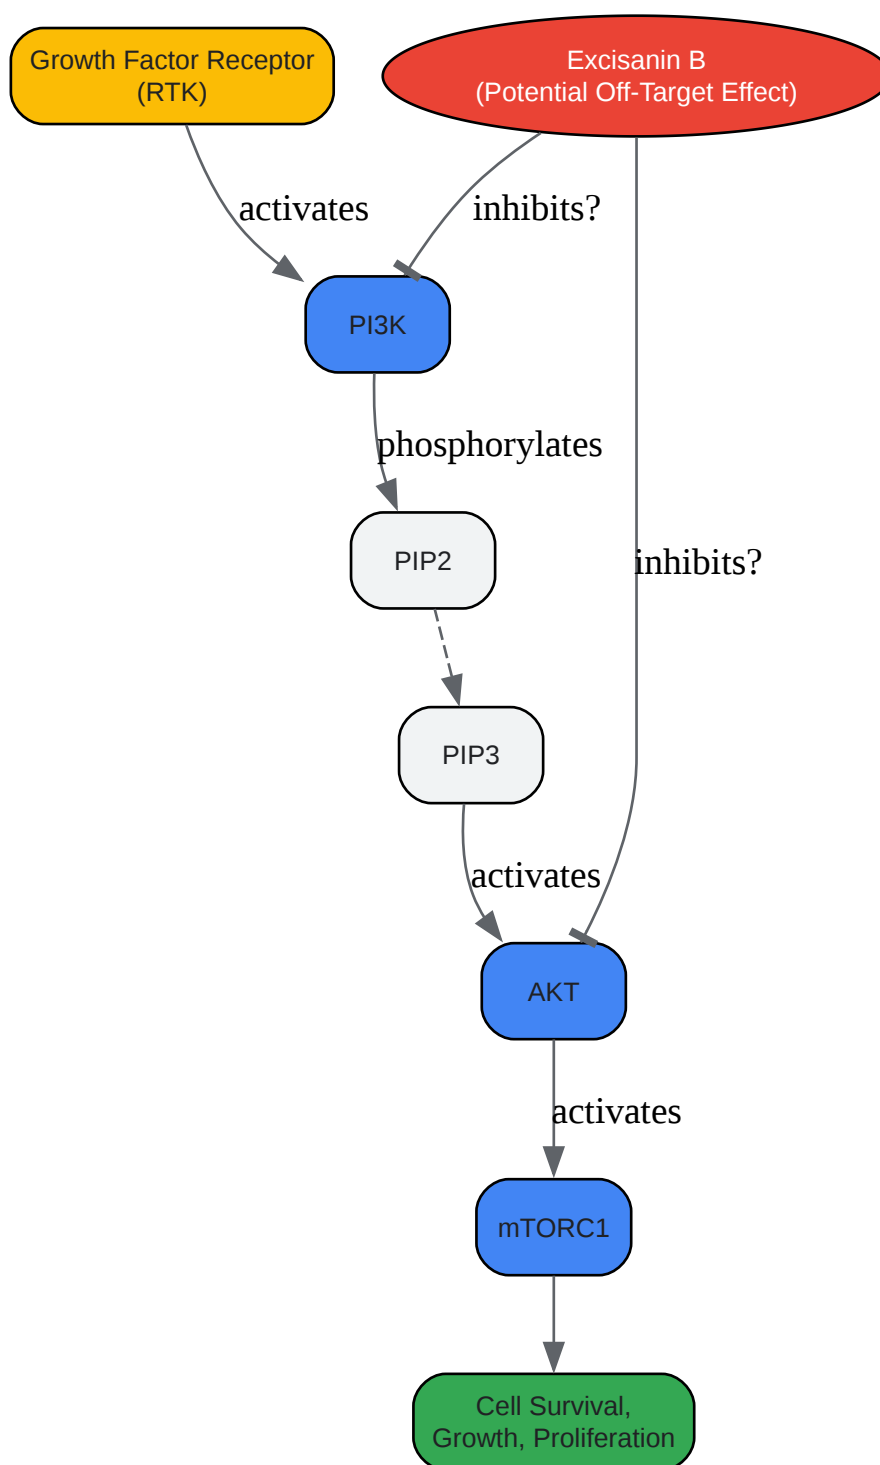 Growth Factor Receptor
(RTK)
Excisanin B
(Potential Off-Target Effect)
activates
inhibits?
PI3K
phosphorylates
PIP2
inhibits?
PIP3
activates
AKT
activates
mTORC1
Cell Survival,
Growth, Proliferation